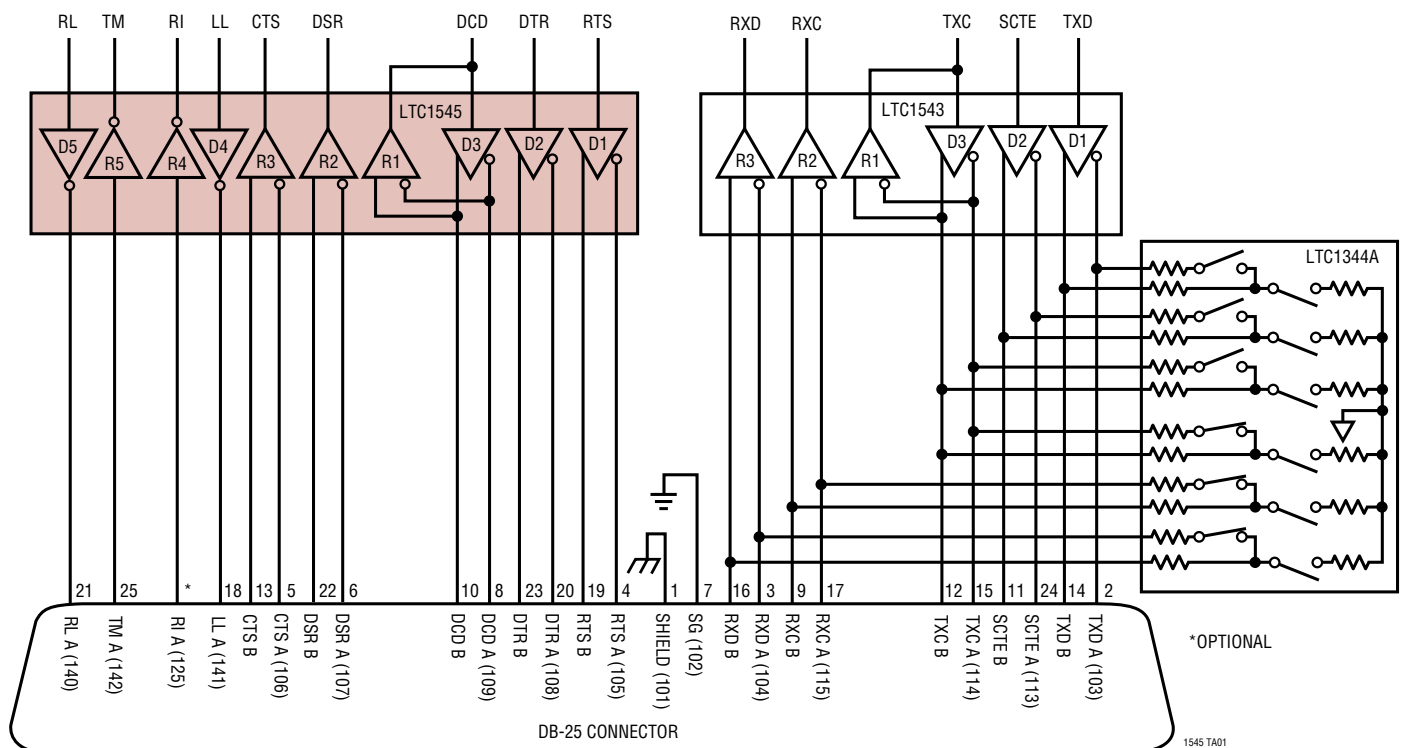 RL TM RI LL CTS DSR DCD DTR RTS RXD RXC TXC SCTE TXD
LTC1545 LTC1543
D5 R5 R4 D4 R3 R2 R1 D3 D2 D1 R3 R2 R1 D3 D2 D1
LTC1344A
21 25 * 18 13 5 22 6 10 8 23 20 19 4 1 7 16 3 9 17 12 15 11 24 14 2
RL A (140)
TM A (142)
RI A (125)
LL A (141)
CTS B
CTS A (106)
DSR B
DSR A (107)
DCD B
DCD A (109)
DTR B
DTR A (108)
RTS B
RTS A (105)
SHIELD (101)
SG (102)
RXD B
RXD A (104)
RXC B
RXC A (115)
TXC B
TXC A (114)
SCTE B
SCTE A (113)
TXD B
TXD A (103)
*OPTIONAL
DB-25 CONNECTOR
1545 TA01